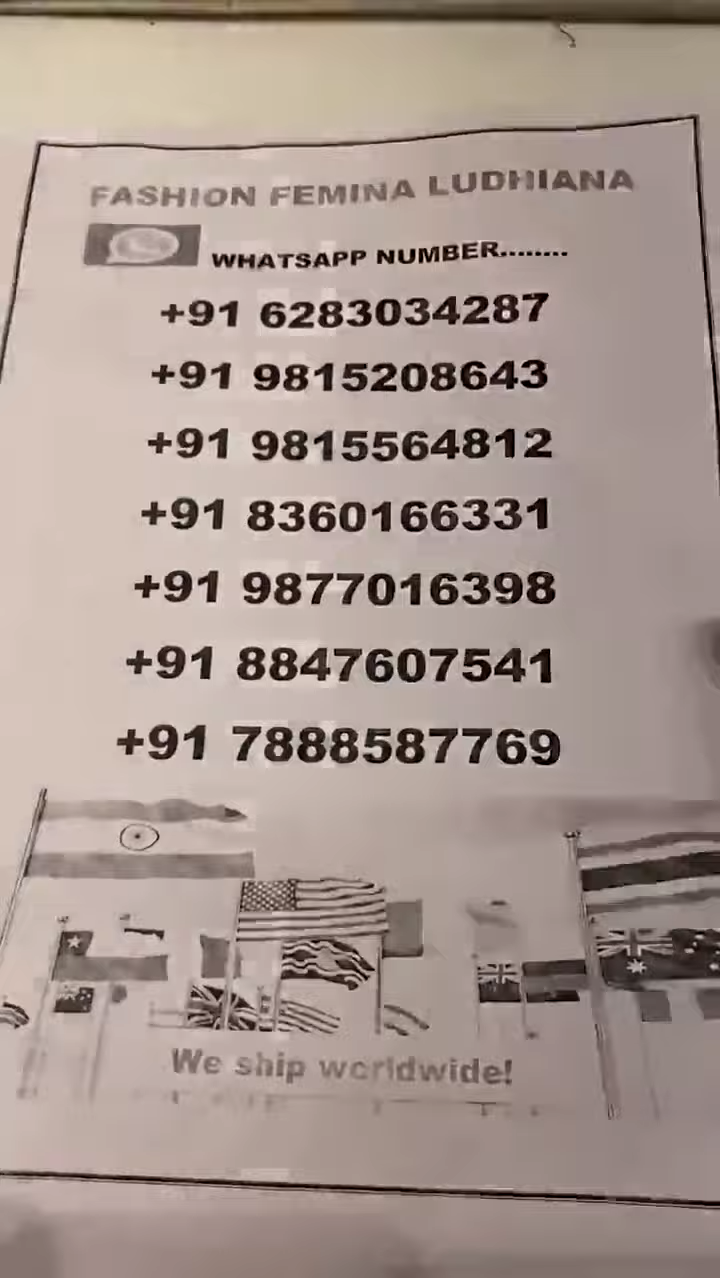 FASHION FEMINA LUDHIANA
WHATSAPP NUMBER........
+91 6283034287
+91 9815208643
+91 9815564812
+91 8360166331
+91 9877016398
+91 8847607541
+91 7888587769
We ship worldwide!